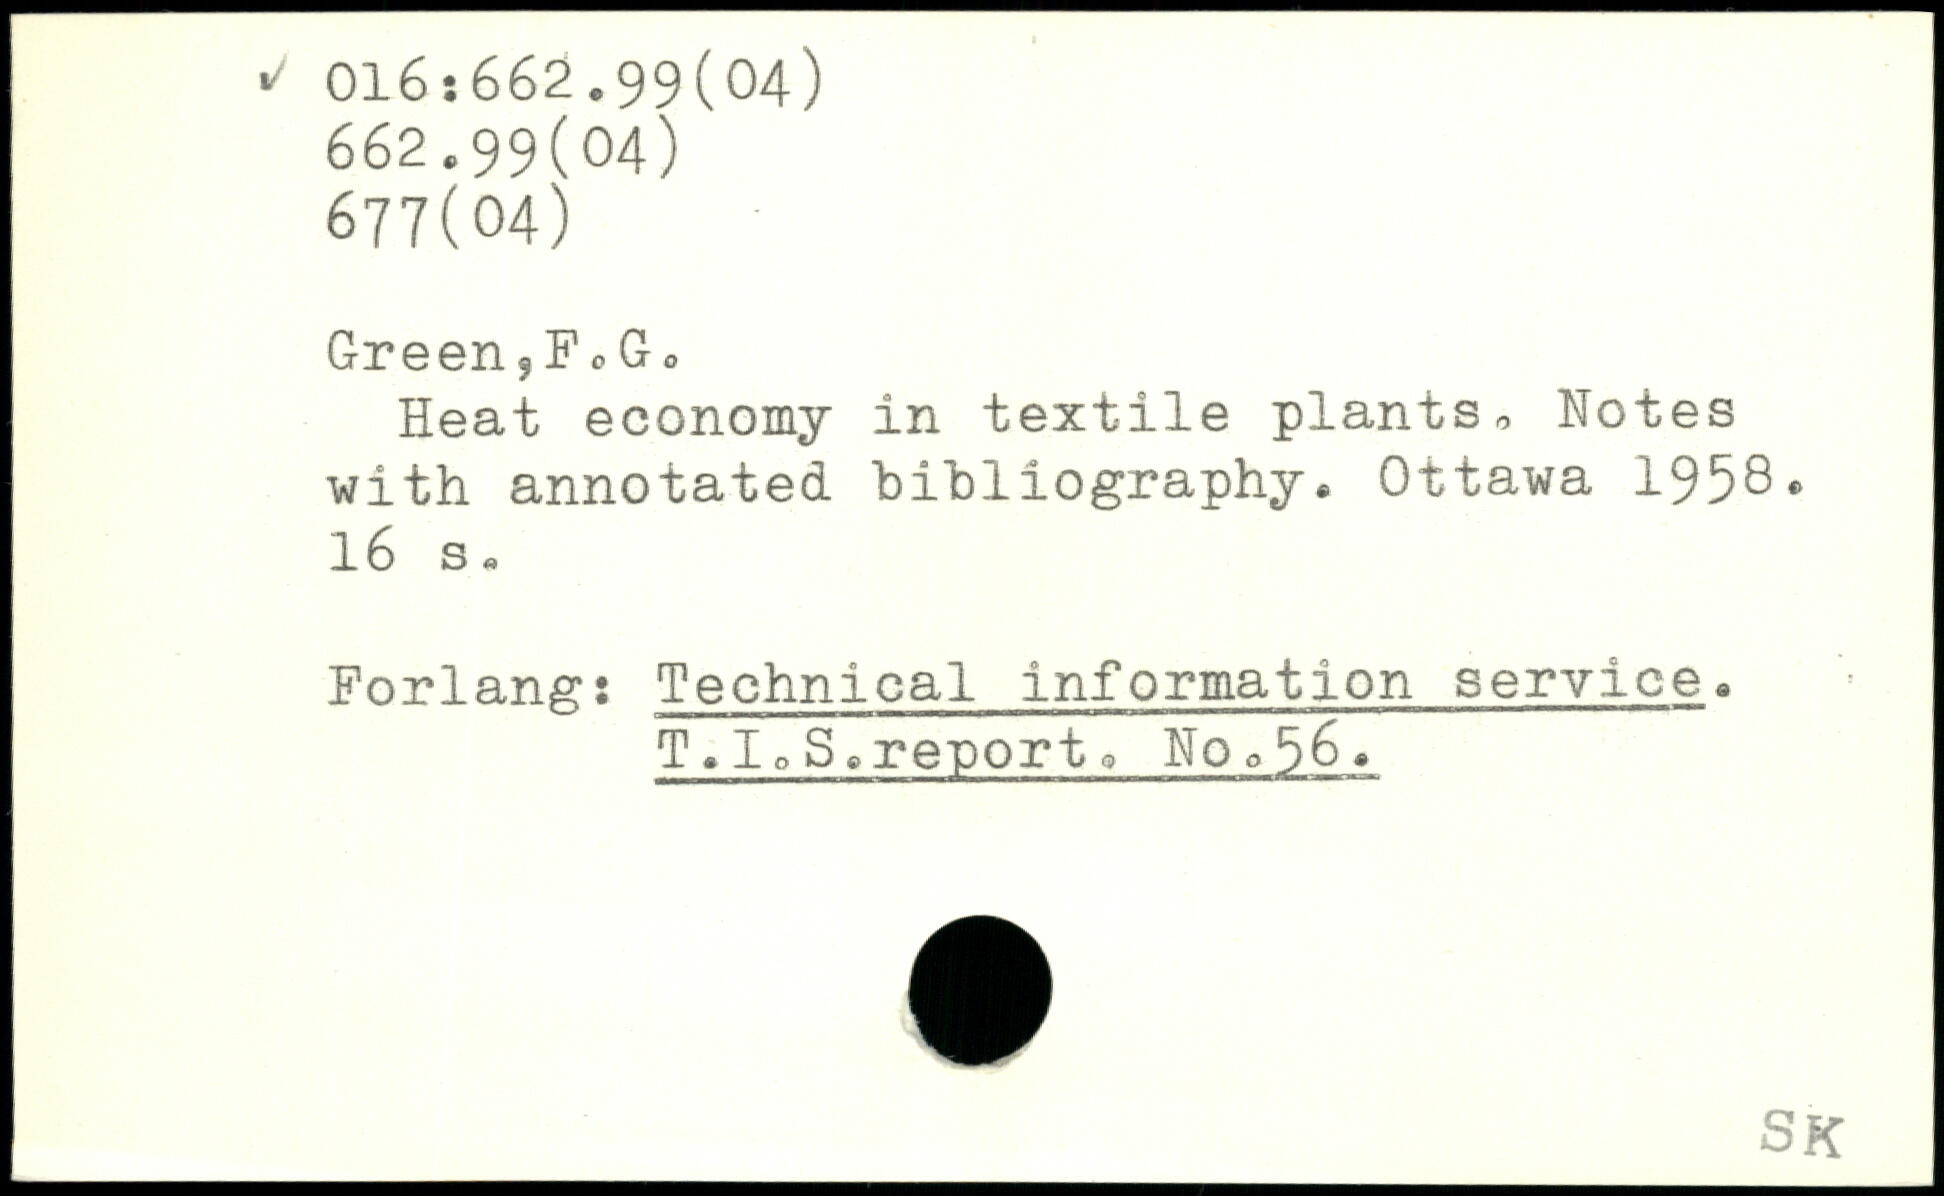 ✓ 016:662.99(04)
662.99(04)
677(04)
Green,F.G.
Heat economy in textile plants. Notes
with annotated bibliography. Ottawa 1958.
16 s.
Forlang: Technical information service.
T.I.S.report. No.56.
SK